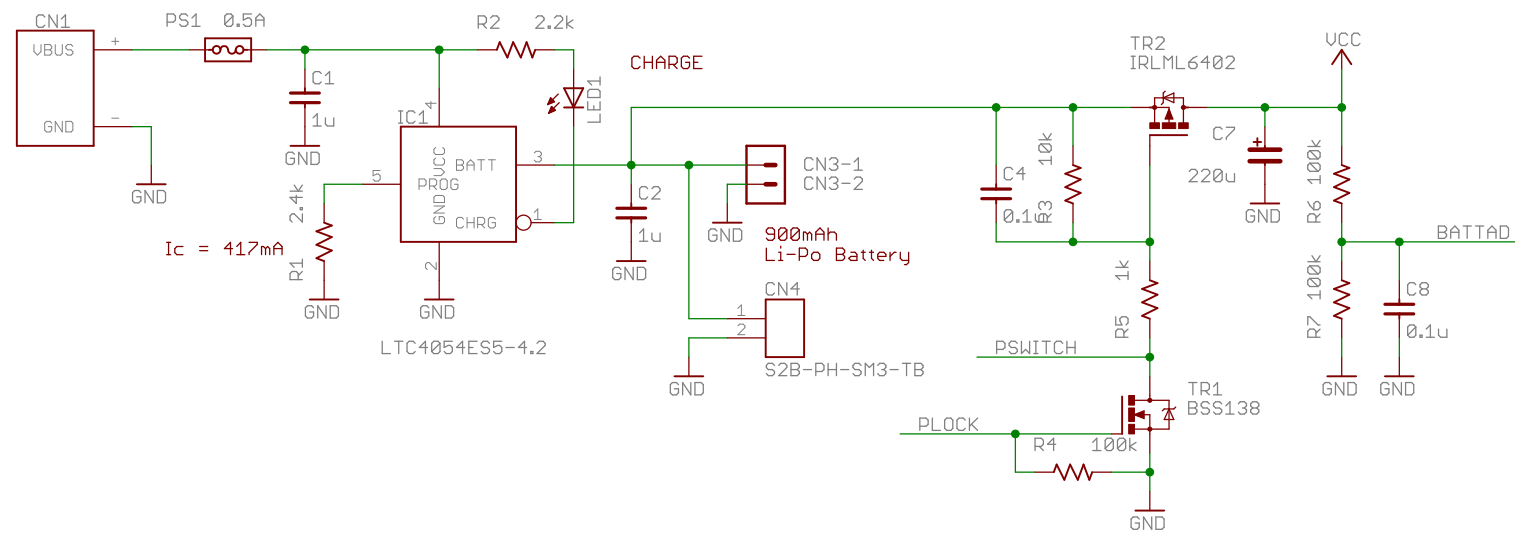 CN1
VBUS
+
GND
-
GND
PS1 0.5A
C1
1u
GND
R2 2.2k
LED1
CHARGE
IC1
4
VCC
BATT
3
5
PROG
GND
CHRG
1
2
GND
LTC4054ES5-4.2
2.4k
R1
GND
Ic = 417mA
C2
1u
GND
CN3-1
CN3-2
GND
900mAh
Li-Po Battery
CN4
1
2
GND
S2B-PH-SM3-TB
C4
0.1u
10k
R3
TR2
IRLML6402
1k
R5
PSWITCH
TR1
BSS138
PLOCK
R4 100k
GND
VCC
C7
+
220u
GND
R6 100k
BATTAD
R7 100k
GND
C8
0.1u
GND